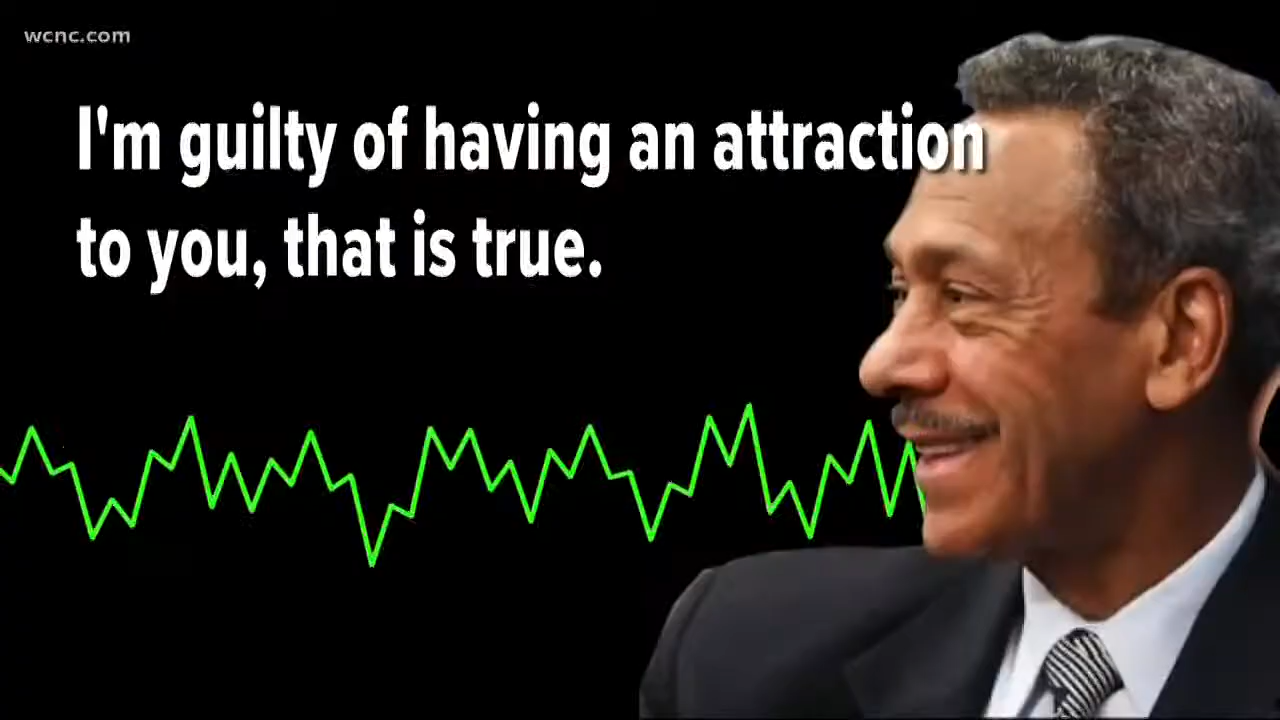 wcnc.com
I'm guilty of having an attraction
to you, that is true.